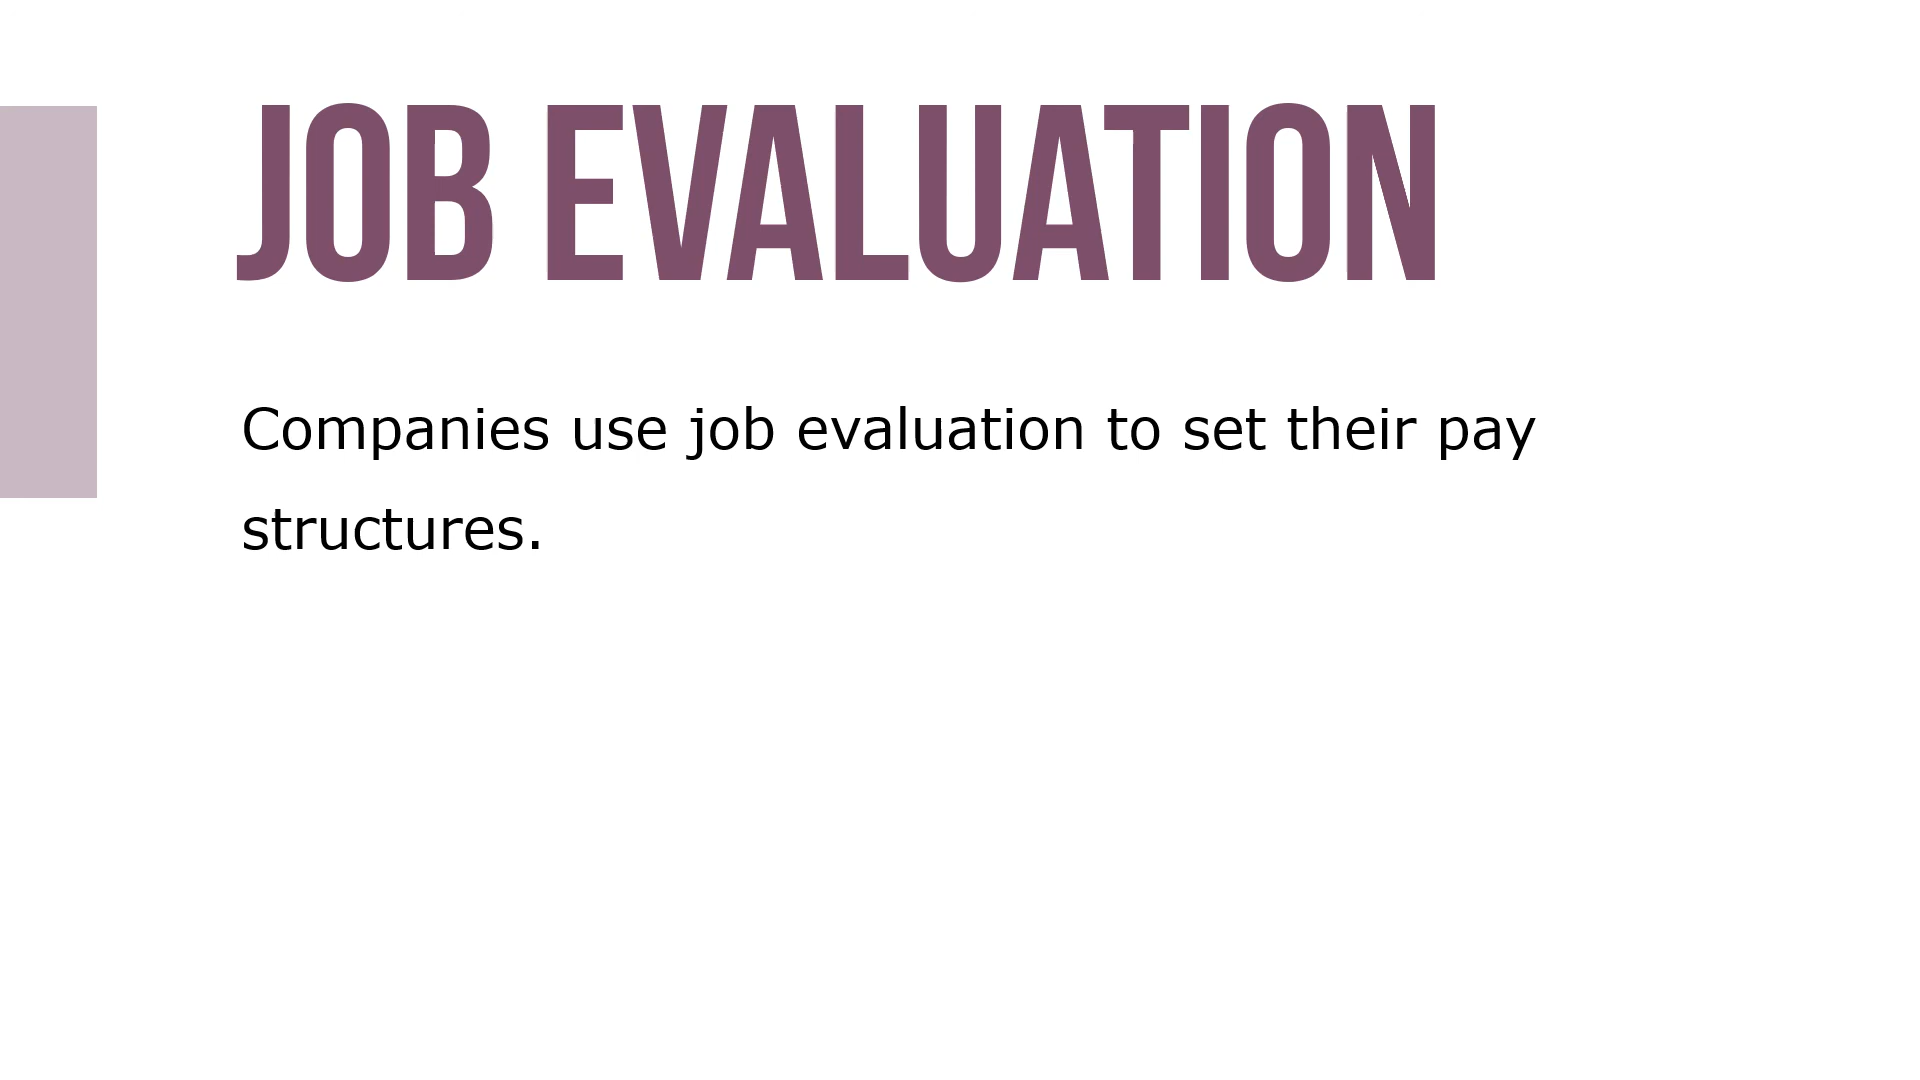 JOB EVALUATION
Companies use job evaluation to set their pay
structures.